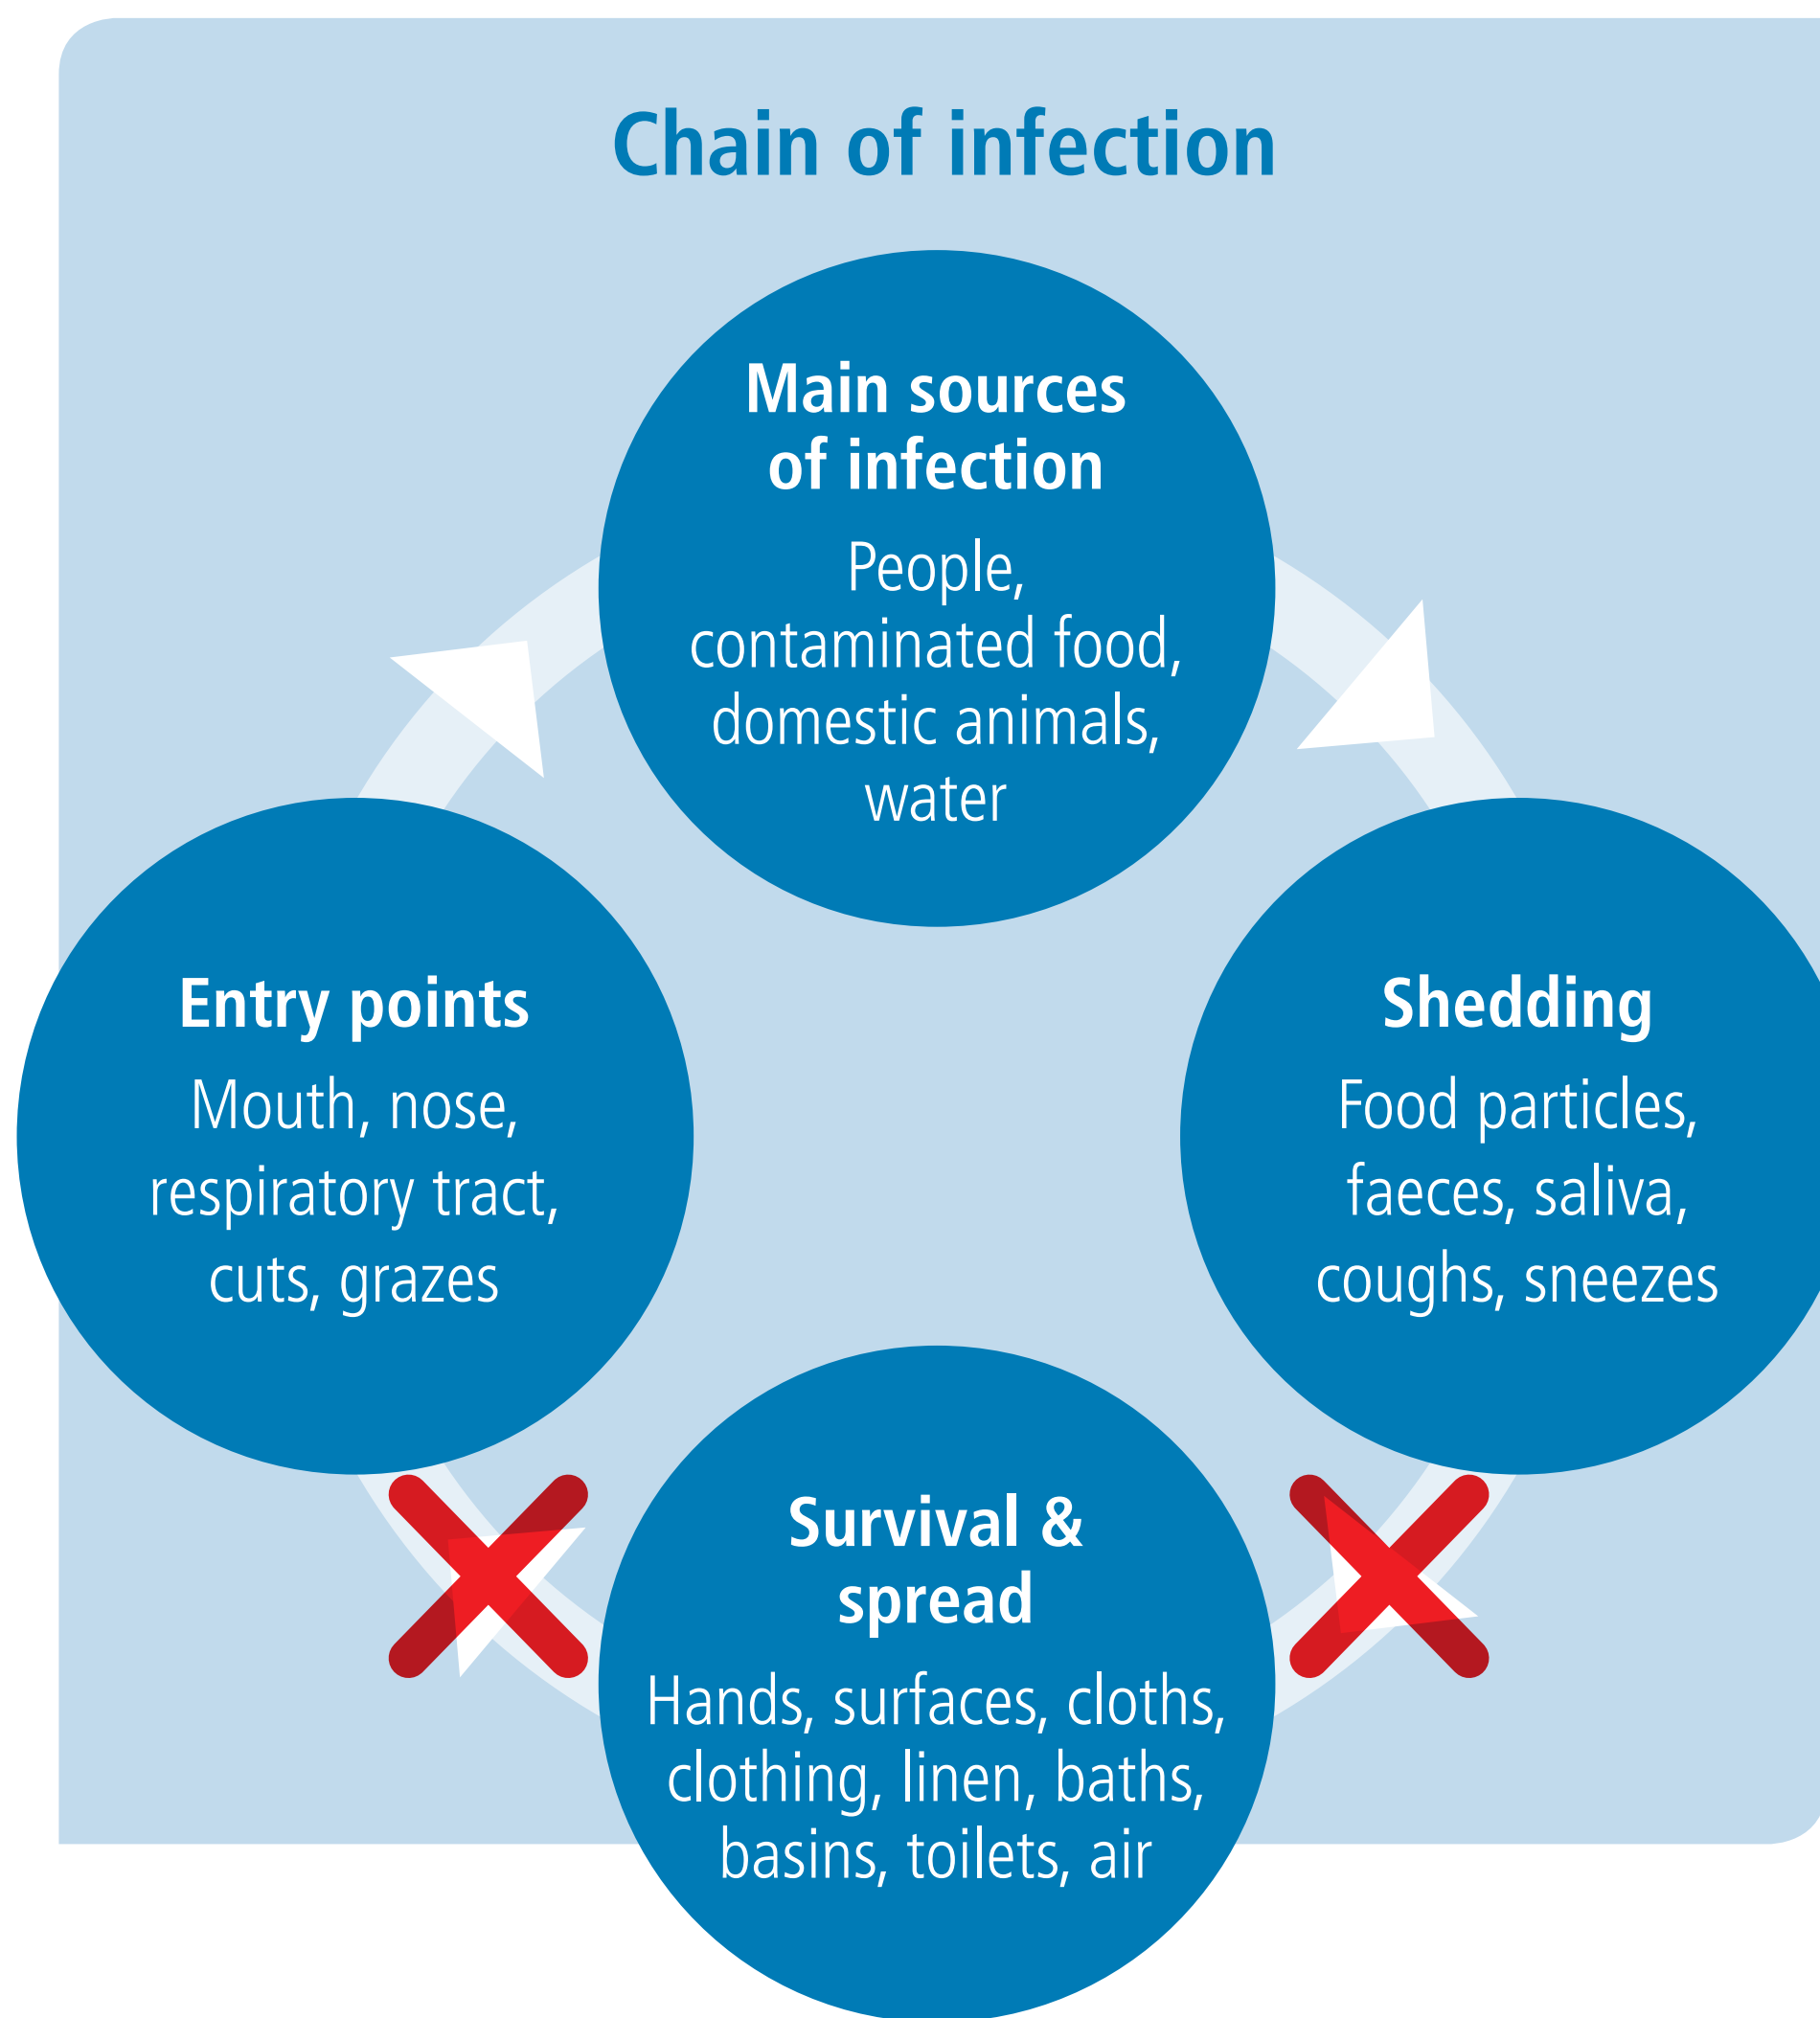 Chain of infection
Main sources
of infection
People,
contaminated food,
domestic animals,
water
Entry points
Mouth, nose,
respiratory tract,
cuts, grazes
Shedding
Food particles,
faeces, saliva,
coughs, sneezes
Survival &
spread
Hands, surfaces, cloths,
clothing, linen, baths,
basins, toilets, air